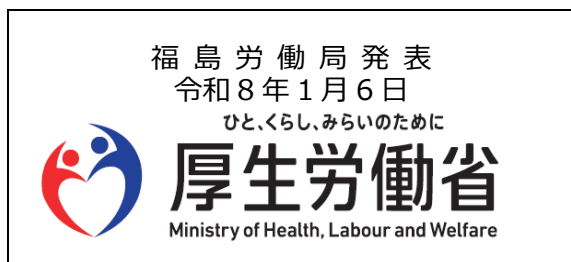 福島労働局発表
令和８年１月６日
ひと、くらし、みらいのために
厚生労働省
Ministry of Health, Labour and Welfare